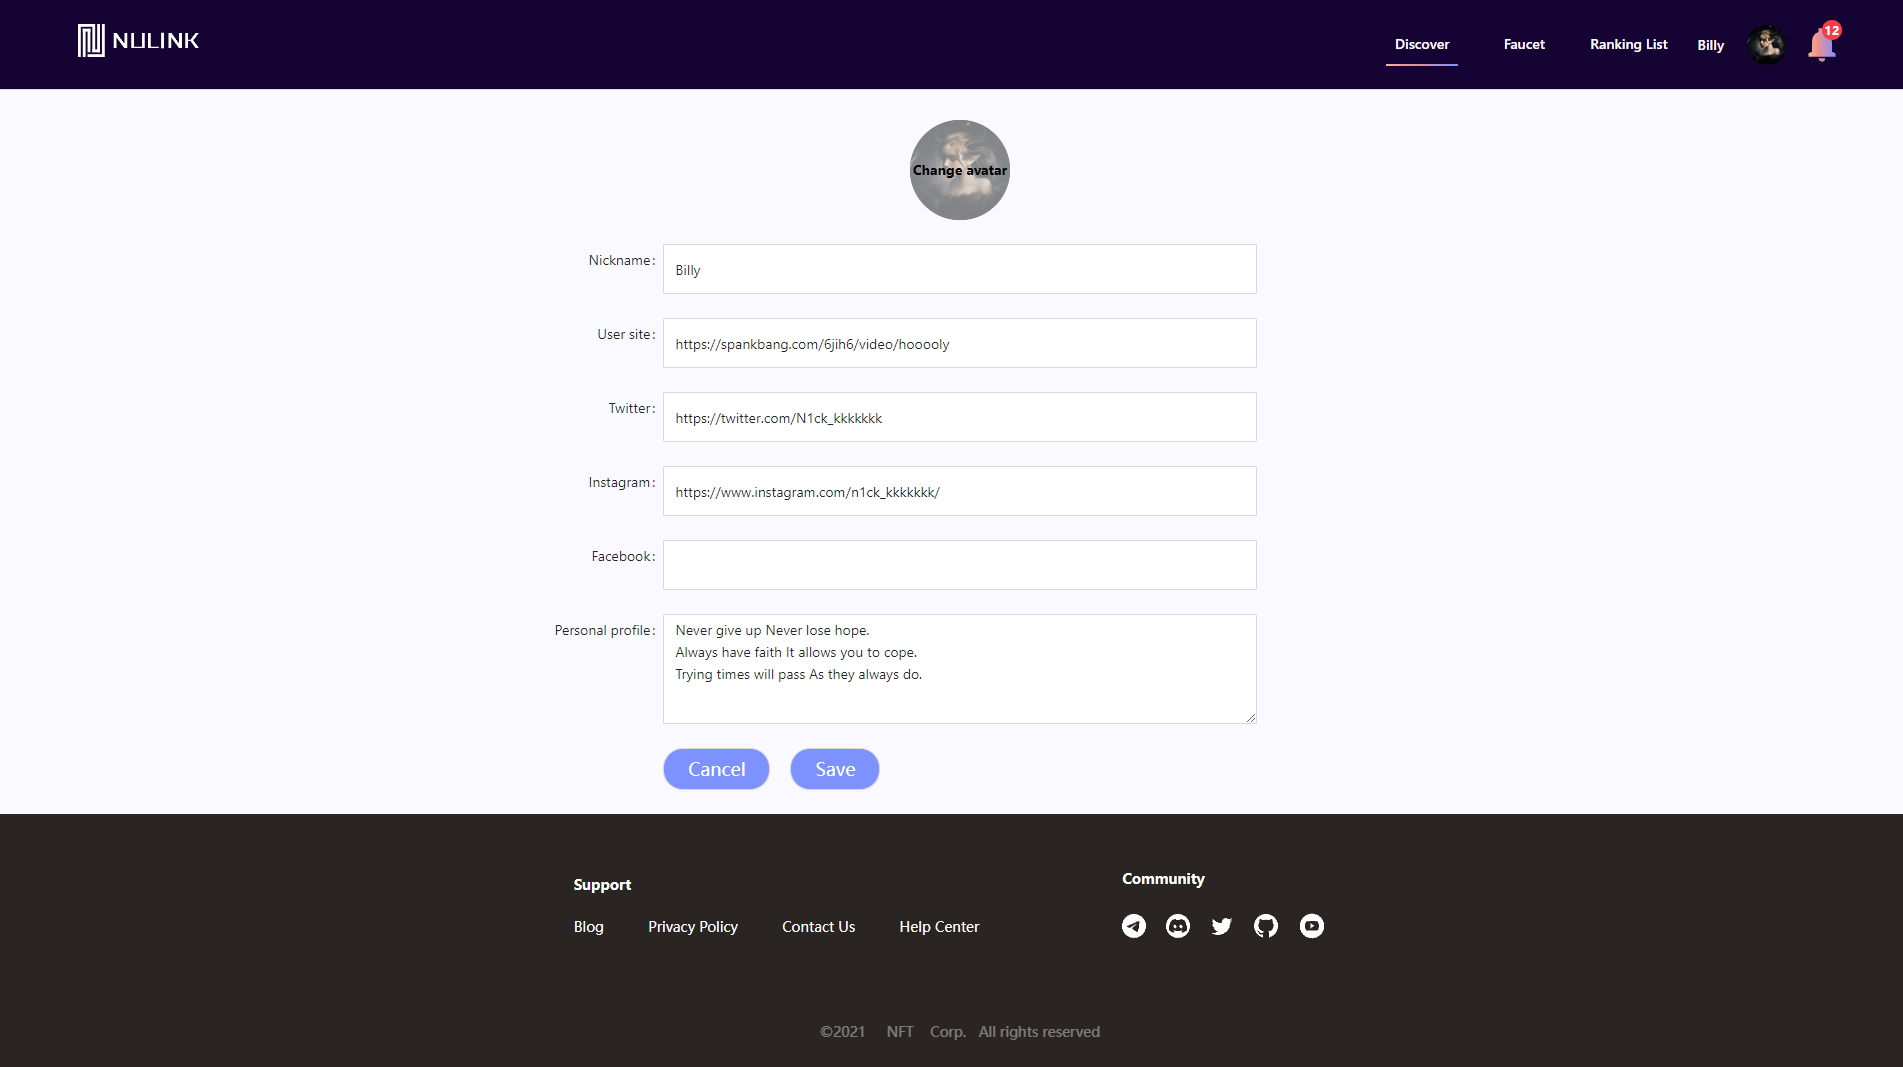 NULINK
Discover Faucet Ranking List Billy 12
Change avatar
Nickname: Billy
User site: https://spankbang.com/6jih6/video/hooooly
Twitter: https://twitter.com/N1ck_kkkkkkk
Instagram: https://www.instagram.com/n1ck_kkkkkkk/
Facebook:
Personal profile: Never give up Never lose hope.
Always have faith It allows you to cope.
Trying times will pass As they always do.
Cancel Save
Support
Blog Privacy Policy Contact Us Help Center
Community
©2021 NFT Corp. All rights reserved